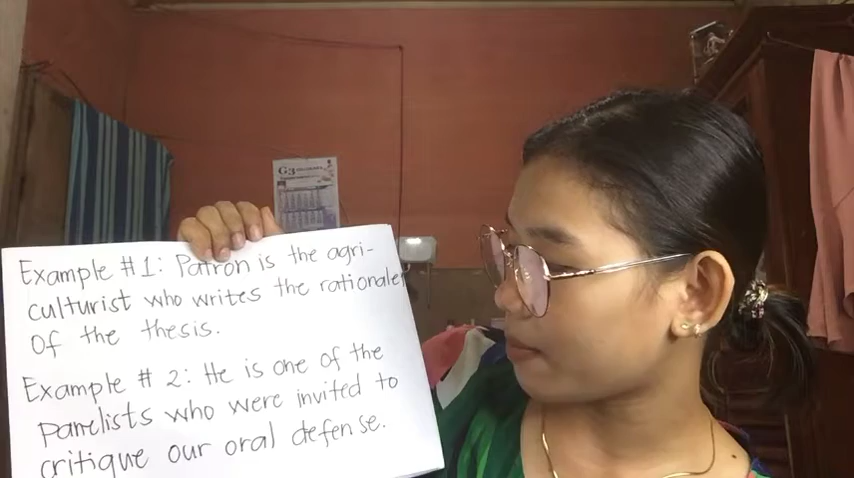 G3
Example #1: Patron is the agri-
culturist who writes the rationale
of the thesis.
Example # 2: He is one of the
panelists who were invited to
critique our oral defense.